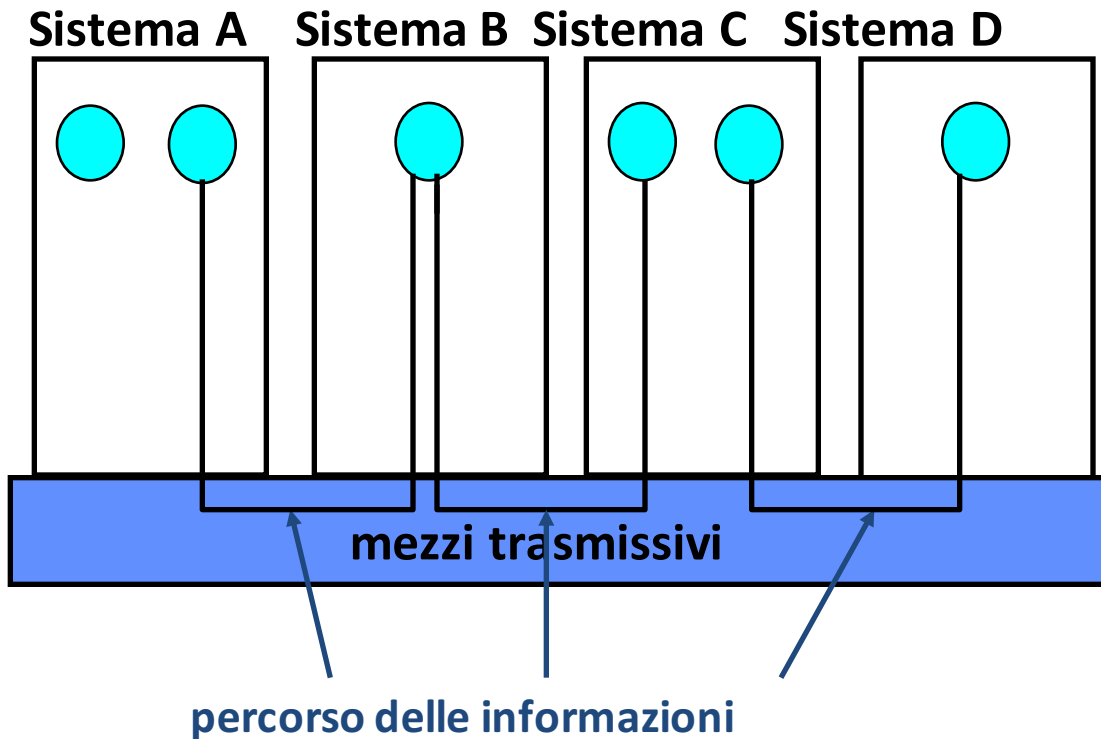 Sistema A Sistema B Sistema C Sistema D
mezzi trasmissivi
percorso delle informazioni